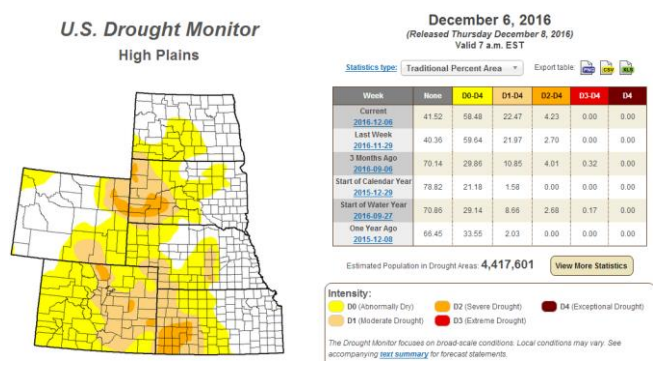 U.S. Drought Monitor
High Plains
December 6, 2016
(Released Thursday December 8, 2016)
Valid 7 a.m. EST
Statistics type: Traditional Percent Area Export table: PNG CSV XLS
Week None D0-D4 D1-D4 D2-D4 D3-D4 D4
Current
2016-12-06 41.52 58.48 22.47 4.23 0.00 0.00
Last Week
2016-11-29 40.36 59.64 21.97 2.70 0.00 0.00
3 Months Ago
2016-09-06 70.14 29.86 10.85 4.01 0.32 0.00
Start of Calendar Year
2015-12-29 78.82 21.18 1.58 0.00 0.00 0.00
Start of Water Year
2016-09-27 70.86 29.14 8.66 2.68 0.17 0.00
One Year Ago
2015-12-08 66.45 33.55 2.03 0.00 0.00 0.00
Estimated Population in Drought Areas: 4,417,601 View More Statistics
Intensity:
D0 (Abnormally Dry) D2 (Severe Drought) D4 (Exceptional Drought)
D1 (Moderate Drought) D3 (Extreme Drought)
The Drought Monitor focuses on broad-scale conditions. Local conditions may vary. See
accompanying text summary for forecast statements.